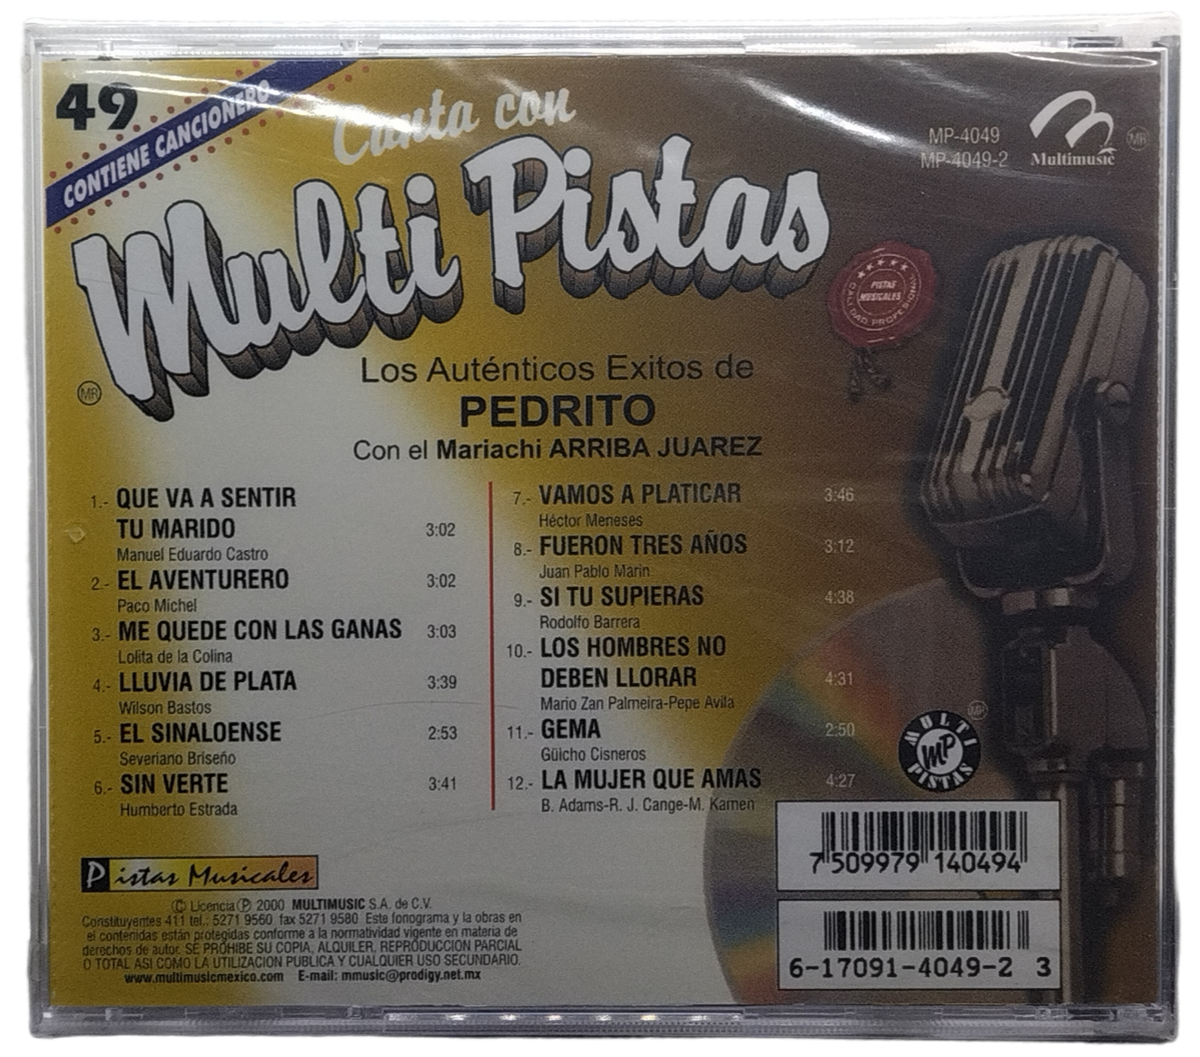 49
CONTIENE CANCIONERO
Canta con
Multi Pistas
MR
MP-4049
MP-4049-2
Multimusic
MR
PISTAS
MUSICALES
CALIDAD PROFESIONAL
Los Auténticos Exitos de
PEDRITO
Con el Mariachi ARRIBA JUAREZ
1.- QUE VA A SENTIR
TU MARIDO 3:02
Manuel Eduardo Castro
2.- EL AVENTURERO 3:02
Paco Michel
3.- ME QUEDE CON LAS GANAS 3:03
Lolita de la Colina
4.- LLUVIA DE PLATA 3:39
Wilson Bastos
5.- EL SINALOENSE 2:53
Severiano Briseño
6.- SIN VERTE 3:41
Humberto Estrada
7.- VAMOS A PLATICAR 3:46
Héctor Meneses
8.- FUERON TRES AÑOS 3:12
Juan Pablo Marin
9.- SI TU SUPIERAS 4:38
Rodolfo Barrera
10.- LOS HOMBRES NO
DEBEN LLORAR 4:31
Mario Zan Palmeira-Pepe Avila
11.- GEMA 2:50
Güicho Cisneros
12.- LA MUJER QUE AMAS 4:27
B. Adams-R. J. Cange-M. Kamen
MULTI
MP
PISTAS
MR
7 509979 140494
6-17091-4049-2 3
Pistas Musicales
© Licencia Ⓟ 2000 MULTIMUSIC S.A. de C.V.
Constituyentes 411 tel.: 5271 9560 fax 5271 9580 Este fonograma y la obras en
el contenidas están protegidas conforme a la normatividad vigente en materia de
derechos de autor. SE PROHIBE SU COPIA, ALQUILER, REPRODUCCION PARCIAL
O TOTAL ASI COMO LA UTILIZACION PUBLICA Y CUALQUIER USO SECUNDARIO.
www.multimusicmexico.com E-mail: mmusic@prodigy.net.mx